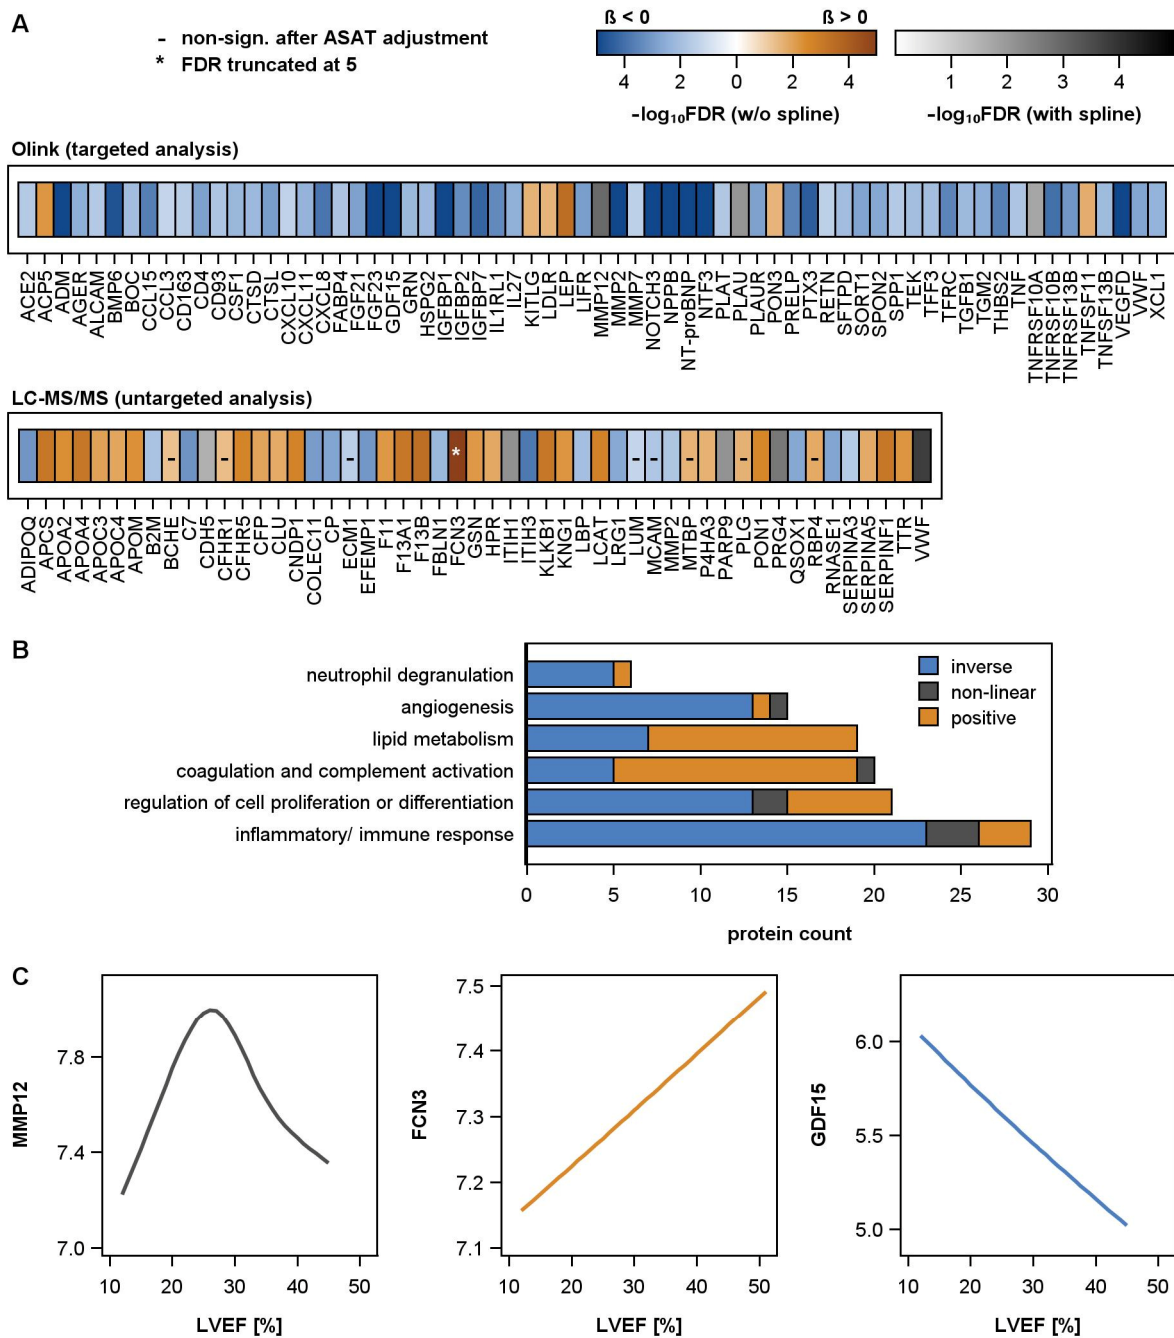 A
- non-sign. after ASAT adjustment
* FDR truncated at 5
ß < 0 ß > 0
4 2 0 2 4
-log₁₀FDR (w/o spline)
1 2 3 4
-log₁₀FDR (with spline)
Olink (targeted analysis)
ACE2
ACP5
ADM
AGER
ALCAM
BMP6
BOC
CCL15
CCL3
CD163
CD4
CD93
CSF1
CTSD
CTSL
CXCL10
CXCL11
CXCL8
FABP4
FGF21
FGF23
GDF15
GRN
HSPG2
IGFBP1
IGFBP2
IGFBP7
IL1RL1
IL27
KITLG
LDLR
LEP
LIFR
MMP12
MMP2
MMP7
NOTCH3
NPPB
NT-proBNP
NTF3
PLAT
PLAU
PLAUR
PON3
PRELP
PTX3
RETN
SFTPD
SORT1
SPON2
SPP1
TEK
TFF3
TFRC
TGFB1
TGM2
THBS2
TNF
TNFRSF10A
TNFRSF10B
TNFRSF13B
TNFSF11
TNFSF13B
VEGFD
VWF
XCL1
LC-MS/MS (untargeted analysis)
- - - * - - - - -
ADIPOQ
APCS
APOA2
APOA4
APOC3
APOC4
APOM
B2M
BCHE
C7
CDH5
CFHR1
CFHR5
CFP
CLU
CNDP1
COLEC11
CP
ECM1
EFEMP1
F11
F13A1
F13B
FBLN1
FCN3
GSN
HPR
ITIH1
ITIH3
KLKB1
KNG1
LBP
LCAT
LRG1
LUM
MCAM
MMP2
MTBP
P4HA3
PARP9
PLG
PON1
PRG4
QSOX1
RBP4
RNASE1
SERPINA3
SERPINA5
SERPINF1
TTR
VWF
B
neutrophil degranulation
angiogenesis
lipid metabolism
coagulation and complement activation
regulation of cell proliferation or differentiation
inflammatory/ immune response
inverse
non-linear
positive
0 5 10 15 20 25 30
protein count
C
MMP12
7.8
7.4
7.0
10 20 30 40 50
LVEF [%]
FCN3
7.5
7.4
7.3
7.2
7.1
10 20 30 40 50
LVEF [%]
GDF15
6.0
5.5
5.0
10 20 30 40 50
LVEF [%]